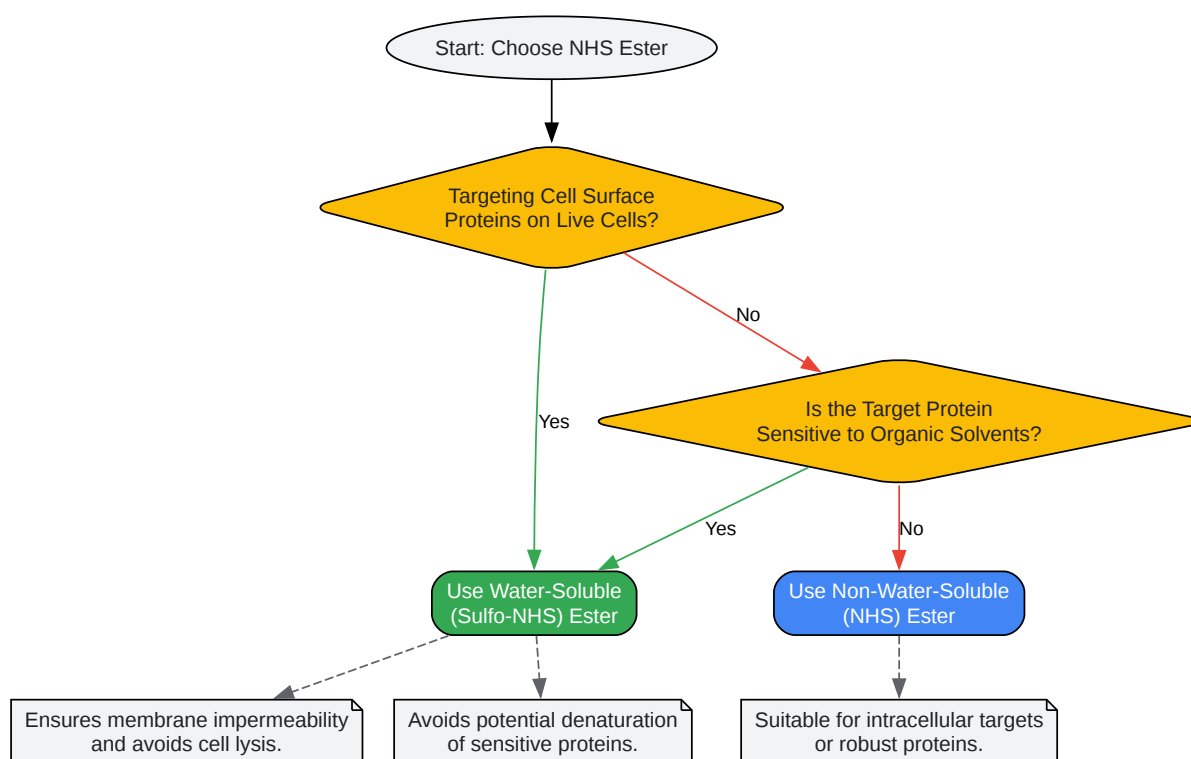 Start: Choose NHS Ester
Targeting Cell Surface
Proteins on Live Cells?
No
Is the Target Protein
Sensitive to Organic Solvents?
Yes
Yes
No
Use Water-Soluble
(Sulfo-NHS) Ester
Use Non-Water-Soluble
(NHS) Ester
Ensures membrane impermeability
and avoids cell lysis.
Avoids potential denaturation
of sensitive proteins.
Suitable for intracellular targets
or robust proteins.